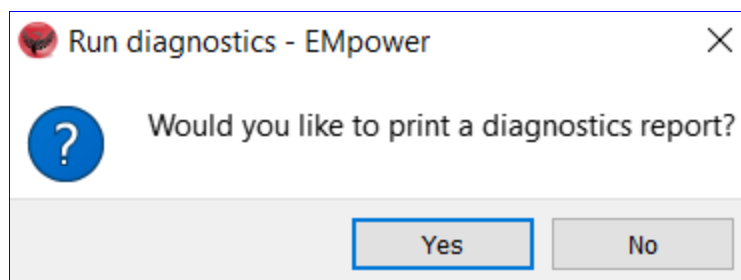 Run diagnostics - EMpower
Would you like to print a diagnostics report?
Yes No